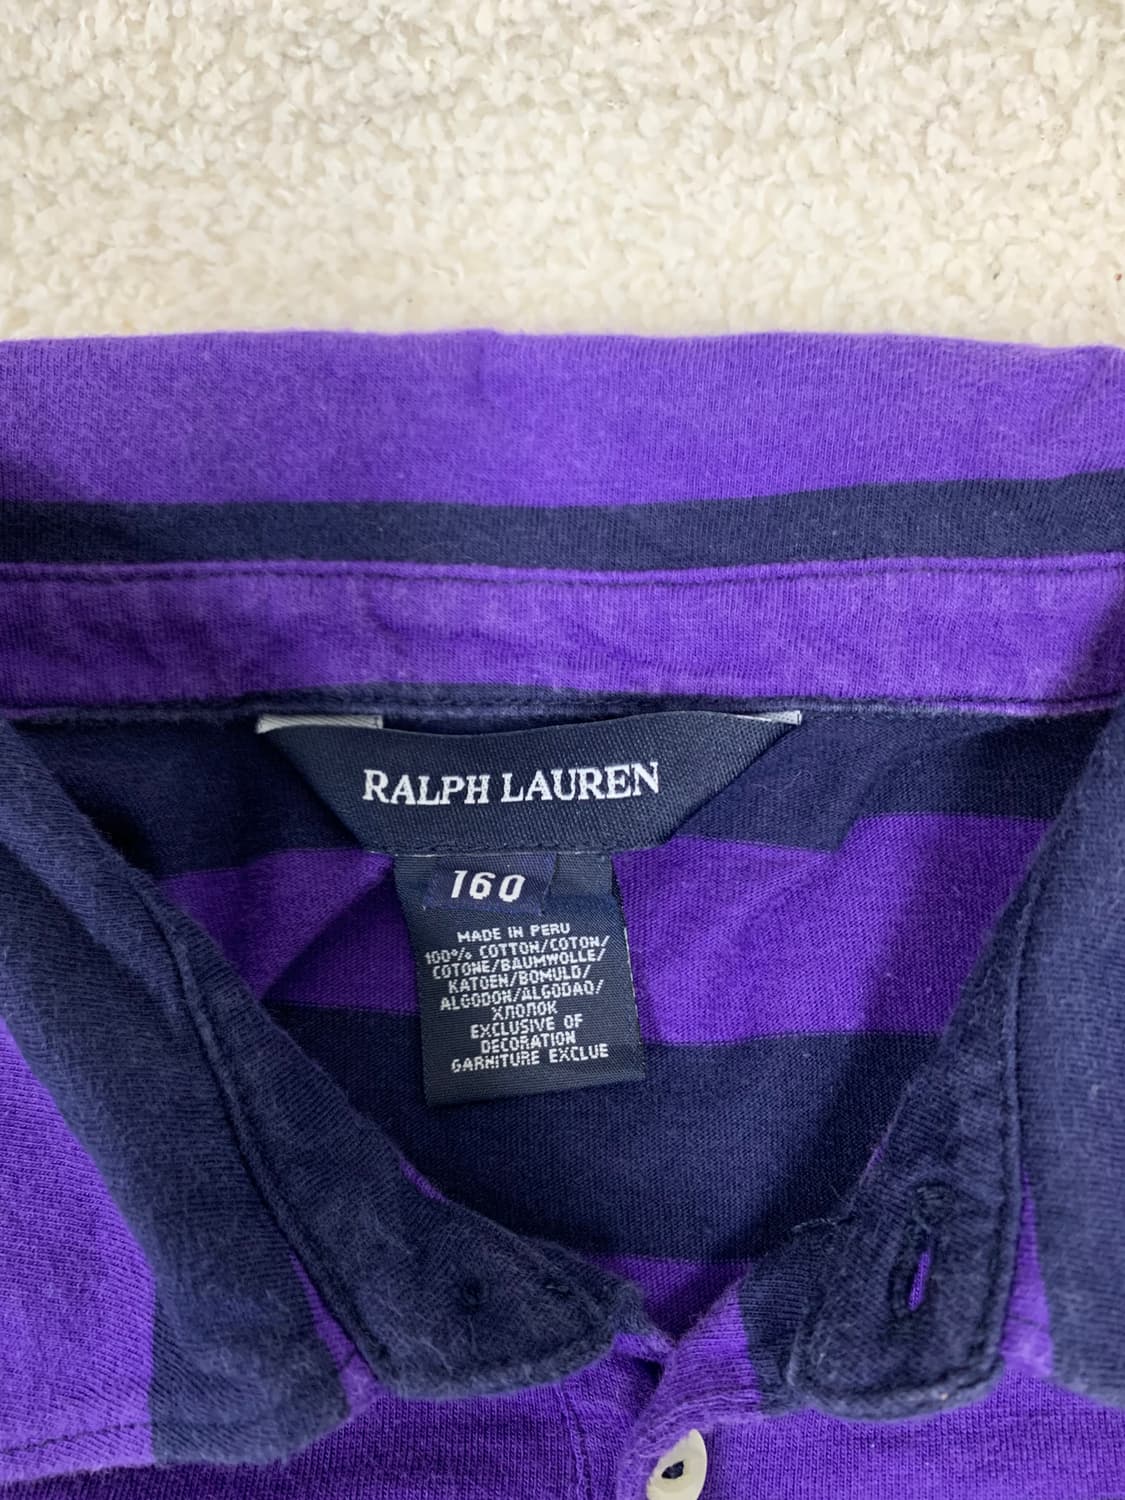 RALPH LAUREN
160
MADE IN PERU
100% COTTON/COTON/
COTONE/BAUMWOLLE/
KATOEN/BOMULD/
ALGODON/ALGODAO/
ХЛОПОК
EXCLUSIVE OF
DECORATION
GARNITURE EXCLUE